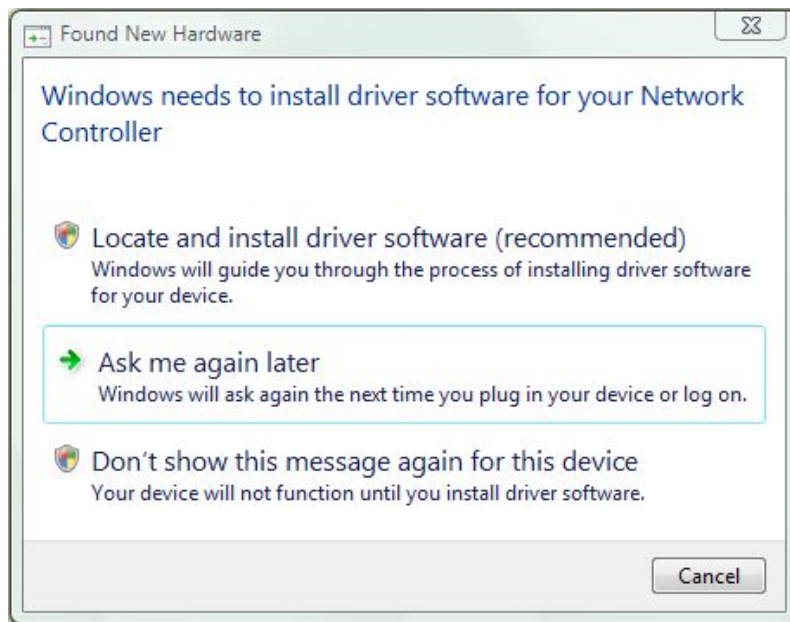 Found New Hardware
Windows needs to install driver software for your Network
Controller
Locate and install driver software (recommended)
Windows will guide you through the process of installing driver software
for your device.
Ask me again later
Windows will ask again the next time you plug in your device or log on.
Don't show this message again for this device
Your device will not function until you install driver software.
Cancel